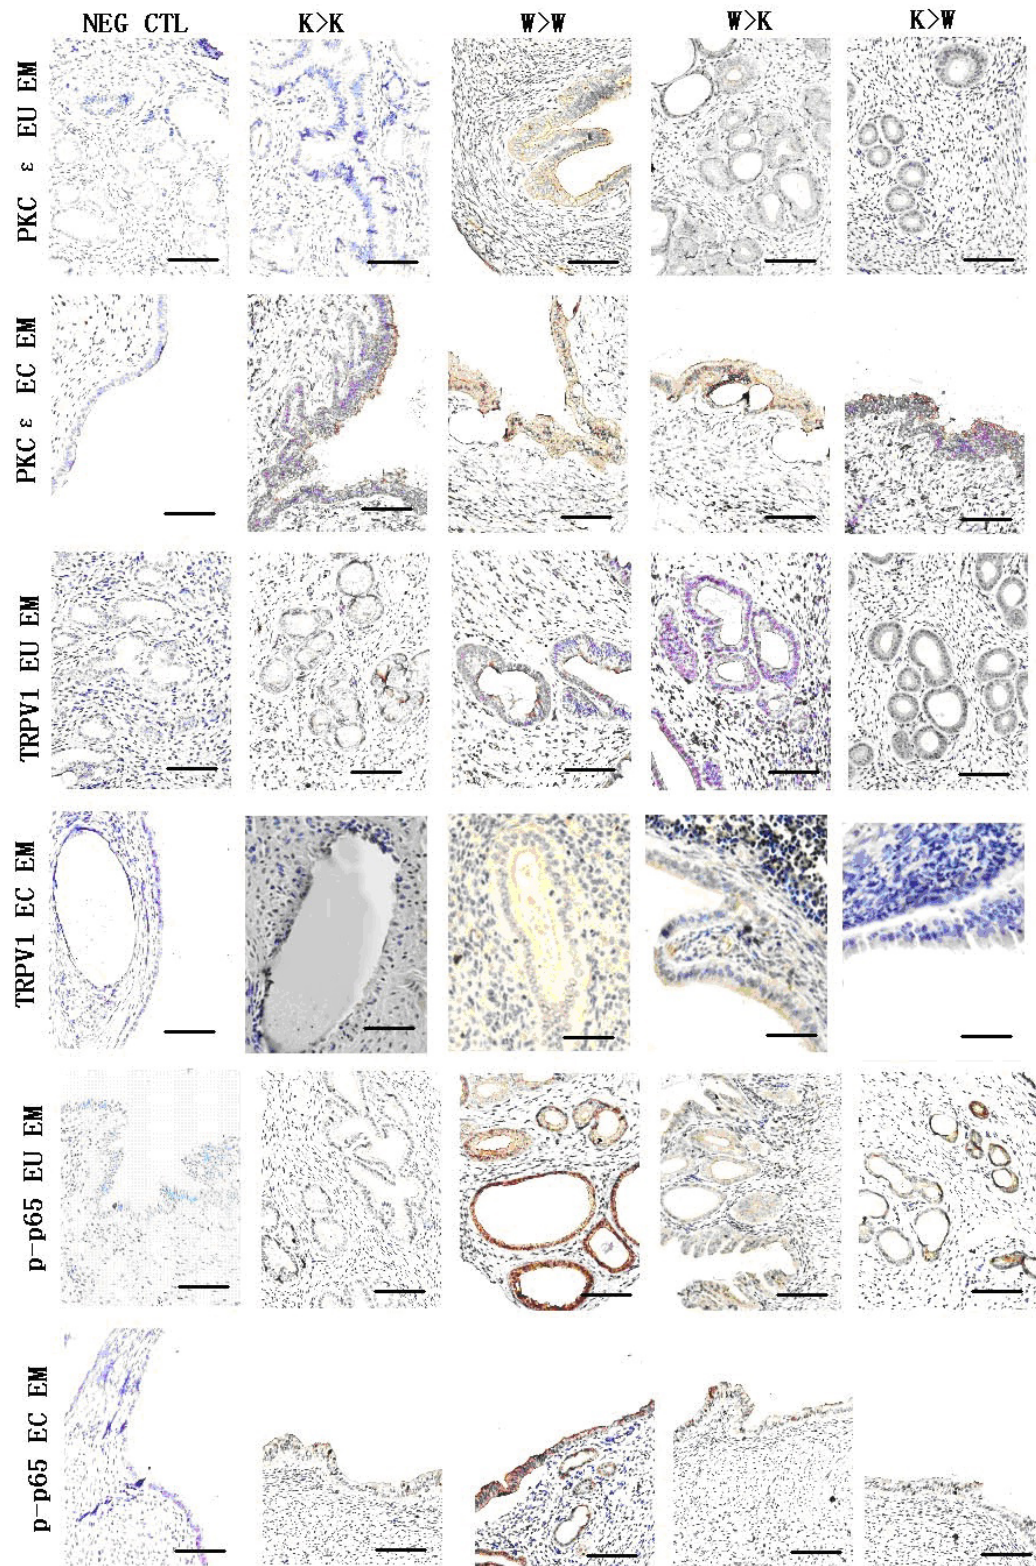 NEG CTL K>K W>W W>K K>W
PKC ε EU EM
PKC ε EC EM
TRPV1 EU EM
TRPV1 EC EM
p-p65 EU EM
p-p65 EC EM